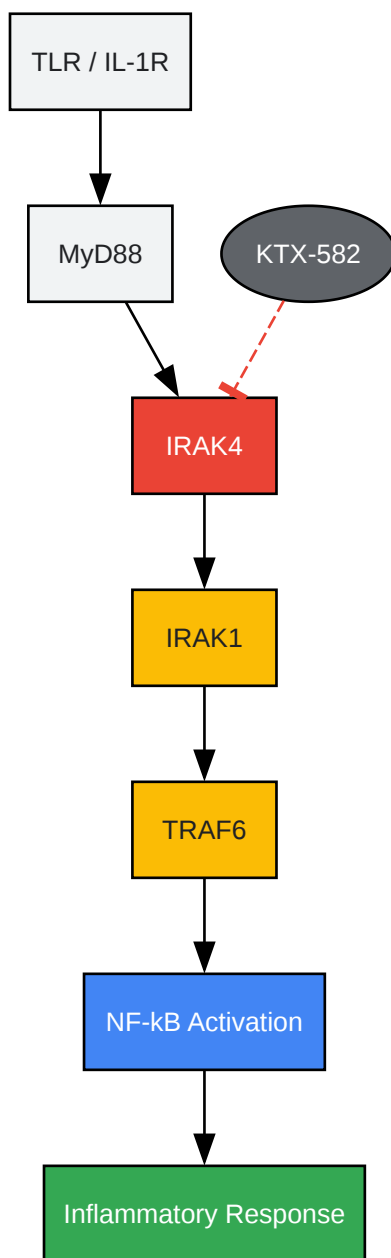 TLR / IL-1R
MyD88
KTX-582
IRAK4
IRAK1
TRAF6
NF-kB Activation
Inflammatory Response